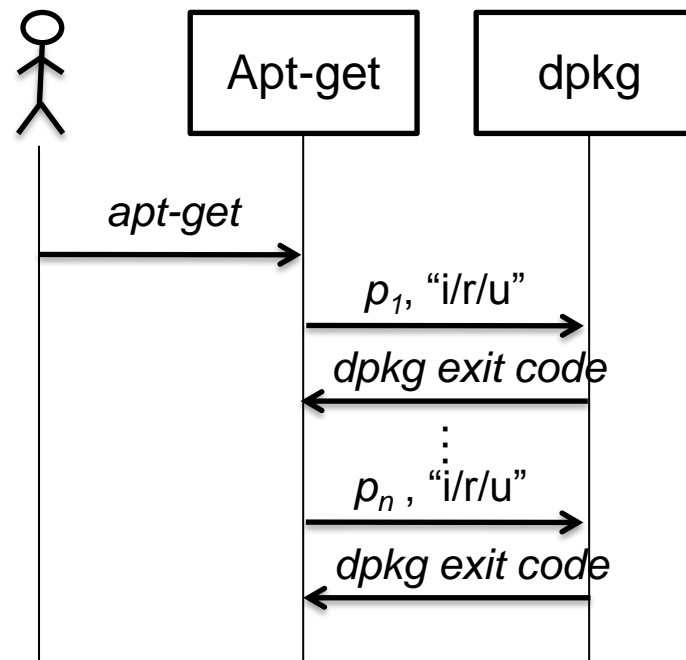 Apt-get
dpkg
apt-get
p1, “i/r/u”
dpkg exit code
⋮
pn , “i/r/u”
dpkg exit code